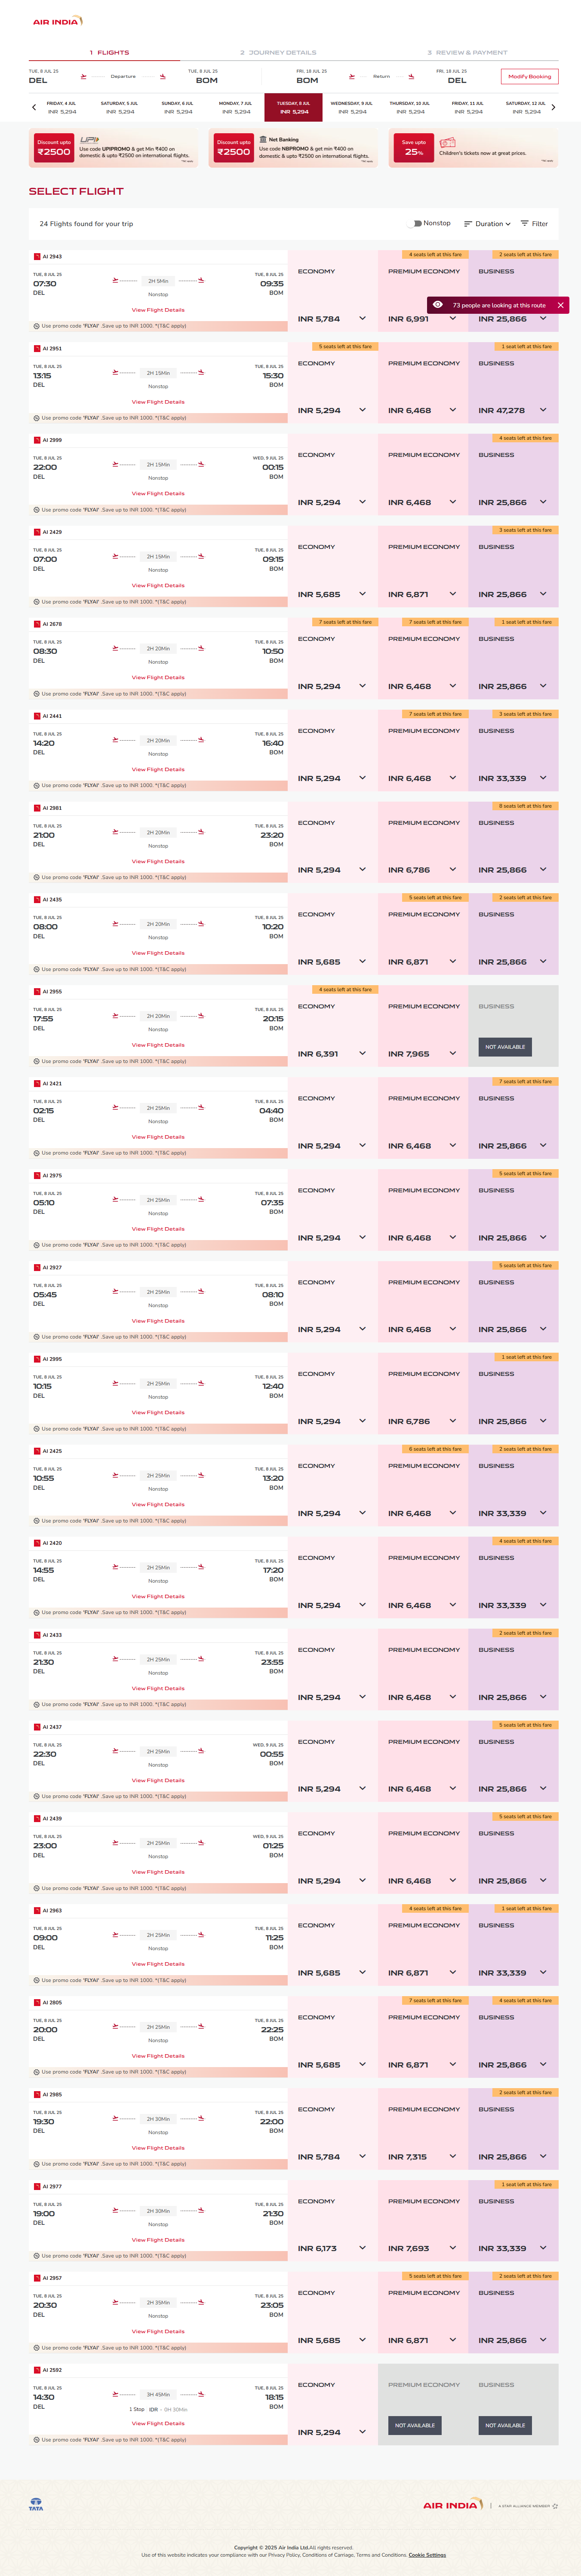 AIR INDIA
1 FLIGHTS
2 JOURNEY DETAILS
3 REVIEW & PAYMENT
TUE, 8 JUL 25
DEL
Departure
TUE, 8 JUL 25
BOM
FRI, 18 JUL 25
BOM
Return
FRI, 18 JUL 25
DEL
Modify Booking
FRIDAY, 4 JUL
INR 5,294
SATURDAY, 5 JUL
INR 5,294
SUNDAY, 6 JUL
INR 5,294
MONDAY, 7 JUL
INR 5,294
TUESDAY, 8 JUL
INR 5,294
WEDNESDAY, 9 JUL
INR 5,294
THURSDAY, 10 JUL
INR 5,294
FRIDAY, 11 JUL
INR 5,294
SATURDAY, 12 JUL
INR 5,294
Discount upto
₹2500
UPI
Use code UPIPROMO & get Min ₹400 on
domestic & upto ₹2500 on international flights.
Discount upto
₹2500
Net Banking
Use code NBPROMO & get min ₹400 on
domestic & upto ₹2500 on international flights.
Save upto
25%
Children's tickets now at great prices.
SELECT FLIGHT
24 Flights found for your trip
Nonstop
Duration
Filter
AI 2943
TUE, 8 JUL 25
07:30
DEL
2H 5Min
Nonstop
TUE, 8 JUL 25
09:35
BOM
View Flight Details
Use promo code 'FLYAI' .Save up to INR 1000. *(T&C apply)
ECONOMY
INR 5,784
4 seats left at this fare
PREMIUM ECONOMY
INR 6,991
2 seats left at this fare
BUSINESS
INR 25,866
73 people are looking at this route
AI 2951
TUE, 8 JUL 25
13:15
DEL
2H 15Min
Nonstop
TUE, 8 JUL 25
15:30
BOM
View Flight Details
Use promo code 'FLYAI' .Save up to INR 1000. *(T&C apply)
5 seats left at this fare
ECONOMY
INR 5,294
PREMIUM ECONOMY
INR 6,468
1 seat left at this fare
BUSINESS
INR 47,278
AI 2999
TUE, 8 JUL 25
22:00
DEL
2H 15Min
Nonstop
WED, 9 JUL 25
00:15
BOM
View Flight Details
Use promo code 'FLYAI' .Save up to INR 1000. *(T&C apply)
ECONOMY
INR 5,294
PREMIUM ECONOMY
INR 6,468
4 seats left at this fare
BUSINESS
INR 25,866
AI 2429
TUE, 8 JUL 25
07:00
DEL
2H 15Min
Nonstop
TUE, 8 JUL 25
09:15
BOM
View Flight Details
Use promo code 'FLYAI' .Save up to INR 1000. *(T&C apply)
ECONOMY
INR 5,685
PREMIUM ECONOMY
INR 6,871
3 seats left at this fare
BUSINESS
INR 25,866
AI 2678
TUE, 8 JUL 25
08:30
DEL
2H 20Min
Nonstop
TUE, 8 JUL 25
10:50
BOM
View Flight Details
Use promo code 'FLYAI' .Save up to INR 1000. *(T&C apply)
7 seats left at this fare
ECONOMY
INR 5,294
7 seats left at this fare
PREMIUM ECONOMY
INR 6,468
1 seat left at this fare
BUSINESS
INR 25,866
AI 2441
TUE, 8 JUL 25
14:20
DEL
2H 20Min
Nonstop
TUE, 8 JUL 25
16:40
BOM
View Flight Details
Use promo code 'FLYAI' .Save up to INR 1000. *(T&C apply)
ECONOMY
INR 5,294
7 seats left at this fare
PREMIUM ECONOMY
INR 6,468
3 seats left at this fare
BUSINESS
INR 33,339
AI 2981
TUE, 8 JUL 25
21:00
DEL
2H 20Min
Nonstop
TUE, 8 JUL 25
23:20
BOM
View Flight Details
Use promo code 'FLYAI' .Save up to INR 1000. *(T&C apply)
ECONOMY
INR 5,294
PREMIUM ECONOMY
INR 6,786
8 seats left at this fare
BUSINESS
INR 25,866
AI 2435
TUE, 8 JUL 25
08:00
DEL
2H 20Min
Nonstop
TUE, 8 JUL 25
10:20
BOM
View Flight Details
Use promo code 'FLYAI' .Save up to INR 1000. *(T&C apply)
ECONOMY
INR 5,685
5 seats left at this fare
PREMIUM ECONOMY
INR 6,871
2 seats left at this fare
BUSINESS
INR 25,866
AI 2955
TUE, 8 JUL 25
17:55
DEL
2H 20Min
Nonstop
TUE, 8 JUL 25
20:15
BOM
View Flight Details
Use promo code 'FLYAI' .Save up to INR 1000. *(T&C apply)
4 seats left at this fare
ECONOMY
INR 6,391
PREMIUM ECONOMY
INR 7,965
BUSINESS
NOT AVAILABLE
AI 2421
TUE, 8 JUL 25
02:15
DEL
2H 25Min
Nonstop
TUE, 8 JUL 25
04:40
BOM
View Flight Details
Use promo code 'FLYAI' .Save up to INR 1000. *(T&C apply)
ECONOMY
INR 5,294
PREMIUM ECONOMY
INR 6,468
7 seats left at this fare
BUSINESS
INR 25,866
AI 2975
TUE, 8 JUL 25
05:10
DEL
2H 25Min
Nonstop
TUE, 8 JUL 25
07:35
BOM
View Flight Details
Use promo code 'FLYAI' .Save up to INR 1000. *(T&C apply)
ECONOMY
INR 5,294
PREMIUM ECONOMY
INR 6,468
5 seats left at this fare
BUSINESS
INR 25,866
AI 2927
TUE, 8 JUL 25
05:45
DEL
2H 25Min
Nonstop
TUE, 8 JUL 25
08:10
BOM
View Flight Details
Use promo code 'FLYAI' .Save up to INR 1000. *(T&C apply)
ECONOMY
INR 5,294
PREMIUM ECONOMY
INR 6,468
5 seats left at this fare
BUSINESS
INR 25,866
AI 2995
TUE, 8 JUL 25
10:15
DEL
2H 25Min
Nonstop
TUE, 8 JUL 25
12:40
BOM
View Flight Details
Use promo code 'FLYAI' .Save up to INR 1000. *(T&C apply)
ECONOMY
INR 5,294
PREMIUM ECONOMY
INR 6,786
1 seat left at this fare
BUSINESS
INR 25,866
AI 2425
TUE, 8 JUL 25
10:55
DEL
2H 25Min
Nonstop
TUE, 8 JUL 25
13:20
BOM
View Flight Details
Use promo code 'FLYAI' .Save up to INR 1000. *(T&C apply)
ECONOMY
INR 5,294
6 seats left at this fare
PREMIUM ECONOMY
INR 6,468
2 seats left at this fare
BUSINESS
INR 33,339
AI 2420
TUE, 8 JUL 25
14:55
DEL
2H 25Min
Nonstop
TUE, 8 JUL 25
17:20
BOM
View Flight Details
Use promo code 'FLYAI' .Save up to INR 1000. *(T&C apply)
ECONOMY
INR 5,294
PREMIUM ECONOMY
INR 6,468
4 seats left at this fare
BUSINESS
INR 33,339
AI 2433
TUE, 8 JUL 25
21:30
DEL
2H 25Min
Nonstop
TUE, 8 JUL 25
23:55
BOM
View Flight Details
Use promo code 'FLYAI' .Save up to INR 1000. *(T&C apply)
ECONOMY
INR 5,294
PREMIUM ECONOMY
INR 6,468
2 seats left at this fare
BUSINESS
INR 25,866
AI 2437
TUE, 8 JUL 25
22:30
DEL
2H 25Min
Nonstop
WED, 9 JUL 25
00:55
BOM
View Flight Details
Use promo code 'FLYAI' .Save up to INR 1000. *(T&C apply)
ECONOMY
INR 5,294
PREMIUM ECONOMY
INR 6,468
5 seats left at this fare
BUSINESS
INR 25,866
AI 2439
TUE, 8 JUL 25
23:00
DEL
2H 25Min
Nonstop
WED, 9 JUL 25
01:25
BOM
View Flight Details
Use promo code 'FLYAI' .Save up to INR 1000. *(T&C apply)
ECONOMY
INR 5,294
PREMIUM ECONOMY
INR 6,468
5 seats left at this fare
BUSINESS
INR 25,866
AI 2963
TUE, 8 JUL 25
09:00
DEL
2H 25Min
Nonstop
TUE, 8 JUL 25
11:25
BOM
View Flight Details
Use promo code 'FLYAI' .Save up to INR 1000. *(T&C apply)
ECONOMY
INR 5,685
4 seats left at this fare
PREMIUM ECONOMY
INR 6,871
1 seat left at this fare
BUSINESS
INR 33,339
AI 2805
TUE, 8 JUL 25
20:00
DEL
2H 25Min
Nonstop
TUE, 8 JUL 25
22:25
BOM
View Flight Details
Use promo code 'FLYAI' .Save up to INR 1000. *(T&C apply)
ECONOMY
INR 5,685
7 seats left at this fare
PREMIUM ECONOMY
INR 6,871
4 seats left at this fare
BUSINESS
INR 25,866
AI 2985
TUE, 8 JUL 25
19:30
DEL
2H 30Min
Nonstop
TUE, 8 JUL 25
22:00
BOM
View Flight Details
Use promo code 'FLYAI' .Save up to INR 1000. *(T&C apply)
ECONOMY
INR 5,784
PREMIUM ECONOMY
INR 7,315
2 seats left at this fare
BUSINESS
INR 25,866
AI 2977
TUE, 8 JUL 25
19:00
DEL
2H 30Min
Nonstop
TUE, 8 JUL 25
21:30
BOM
View Flight Details
Use promo code 'FLYAI' .Save up to INR 1000. *(T&C apply)
ECONOMY
INR 6,173
PREMIUM ECONOMY
INR 7,693
1 seat left at this fare
BUSINESS
INR 33,339
AI 2957
TUE, 8 JUL 25
20:30
DEL
2H 35Min
Nonstop
TUE, 8 JUL 25
23:05
BOM
View Flight Details
Use promo code 'FLYAI' .Save up to INR 1000. *(T&C apply)
ECONOMY
INR 5,685
5 seats left at this fare
PREMIUM ECONOMY
INR 6,871
2 seats left at this fare
BUSINESS
INR 25,866
AI 2592
TUE, 8 JUL 25
14:30
DEL
3H 45Min
1 Stop IDR - 0H 30Min
TUE, 8 JUL 25
18:15
BOM
View Flight Details
Use promo code 'FLYAI' .Save up to INR 1000. *(T&C apply)
ECONOMY
INR 5,294
PREMIUM ECONOMY
NOT AVAILABLE
BUSINESS
NOT AVAILABLE
TATA
AIR INDIA
A STAR ALLIANCE MEMBER
Copyright © 2025 Air India Ltd.All rights reserved.
Use of this website indicates your compliance with our Privacy Policy, Conditions of Carriage, Terms and Conditions. Cookie Settings